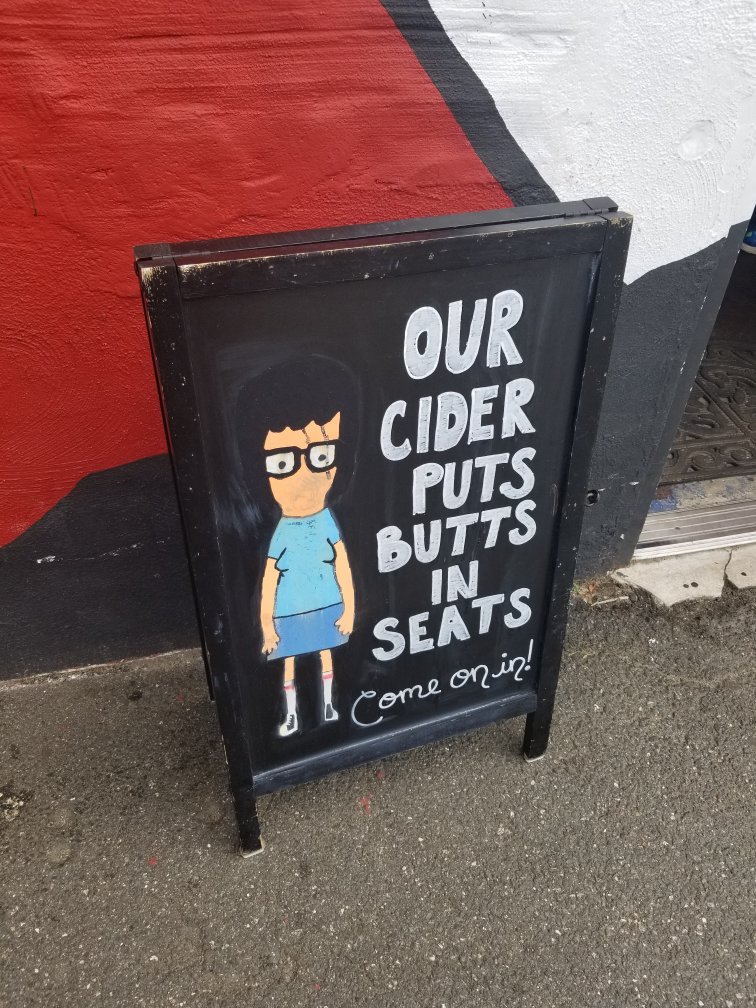 OUR
CIDER
PUTS
BUTTS
IN
SEATS
Come on in!